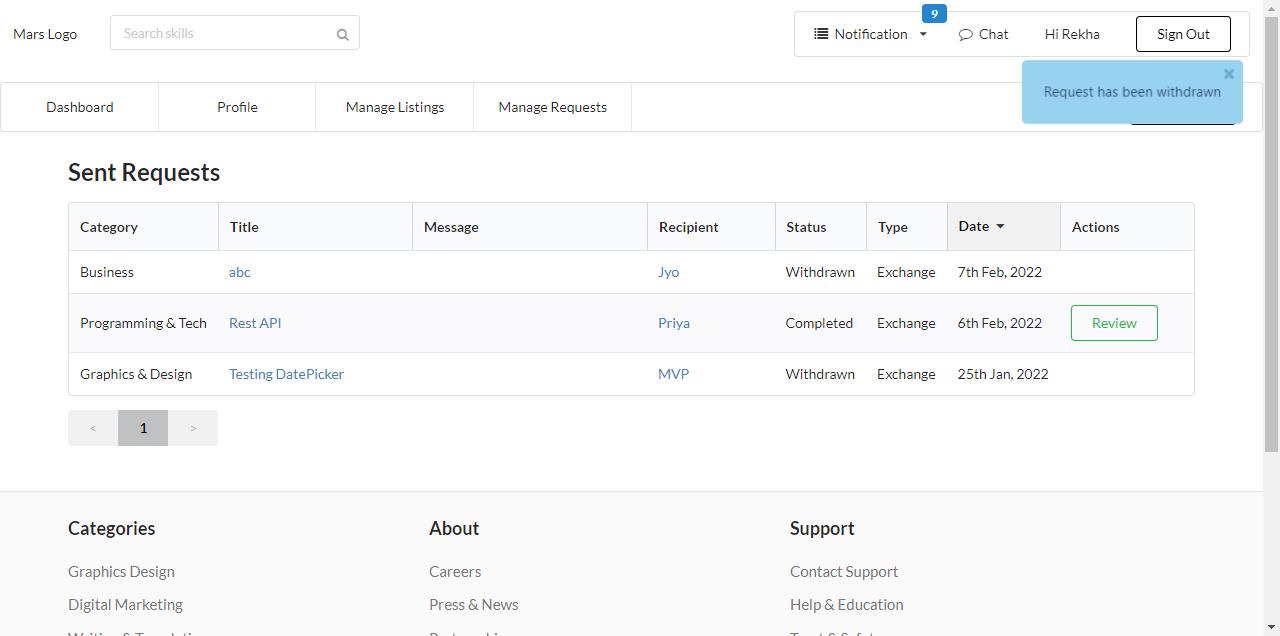 9
Mars Logo Search skills Notification Chat Hi Rekha Sign Out
Request has been withdrawn
Dashboard Profile Manage Listings Manage Requests
Sent Requests
Category Title Message Recipient Status Type Date Actions
Business abc Jyo Withdrawn Exchange 7th Feb, 2022
Programming & Tech Rest API Priya Completed Exchange 6th Feb, 2022 Review
Graphics & Design Testing DatePicker MVP Withdrawn Exchange 25th Jan, 2022
< 1 >
Categories About Support
Graphics Design Careers Contact Support
Digital Marketing Press & News Help & Education